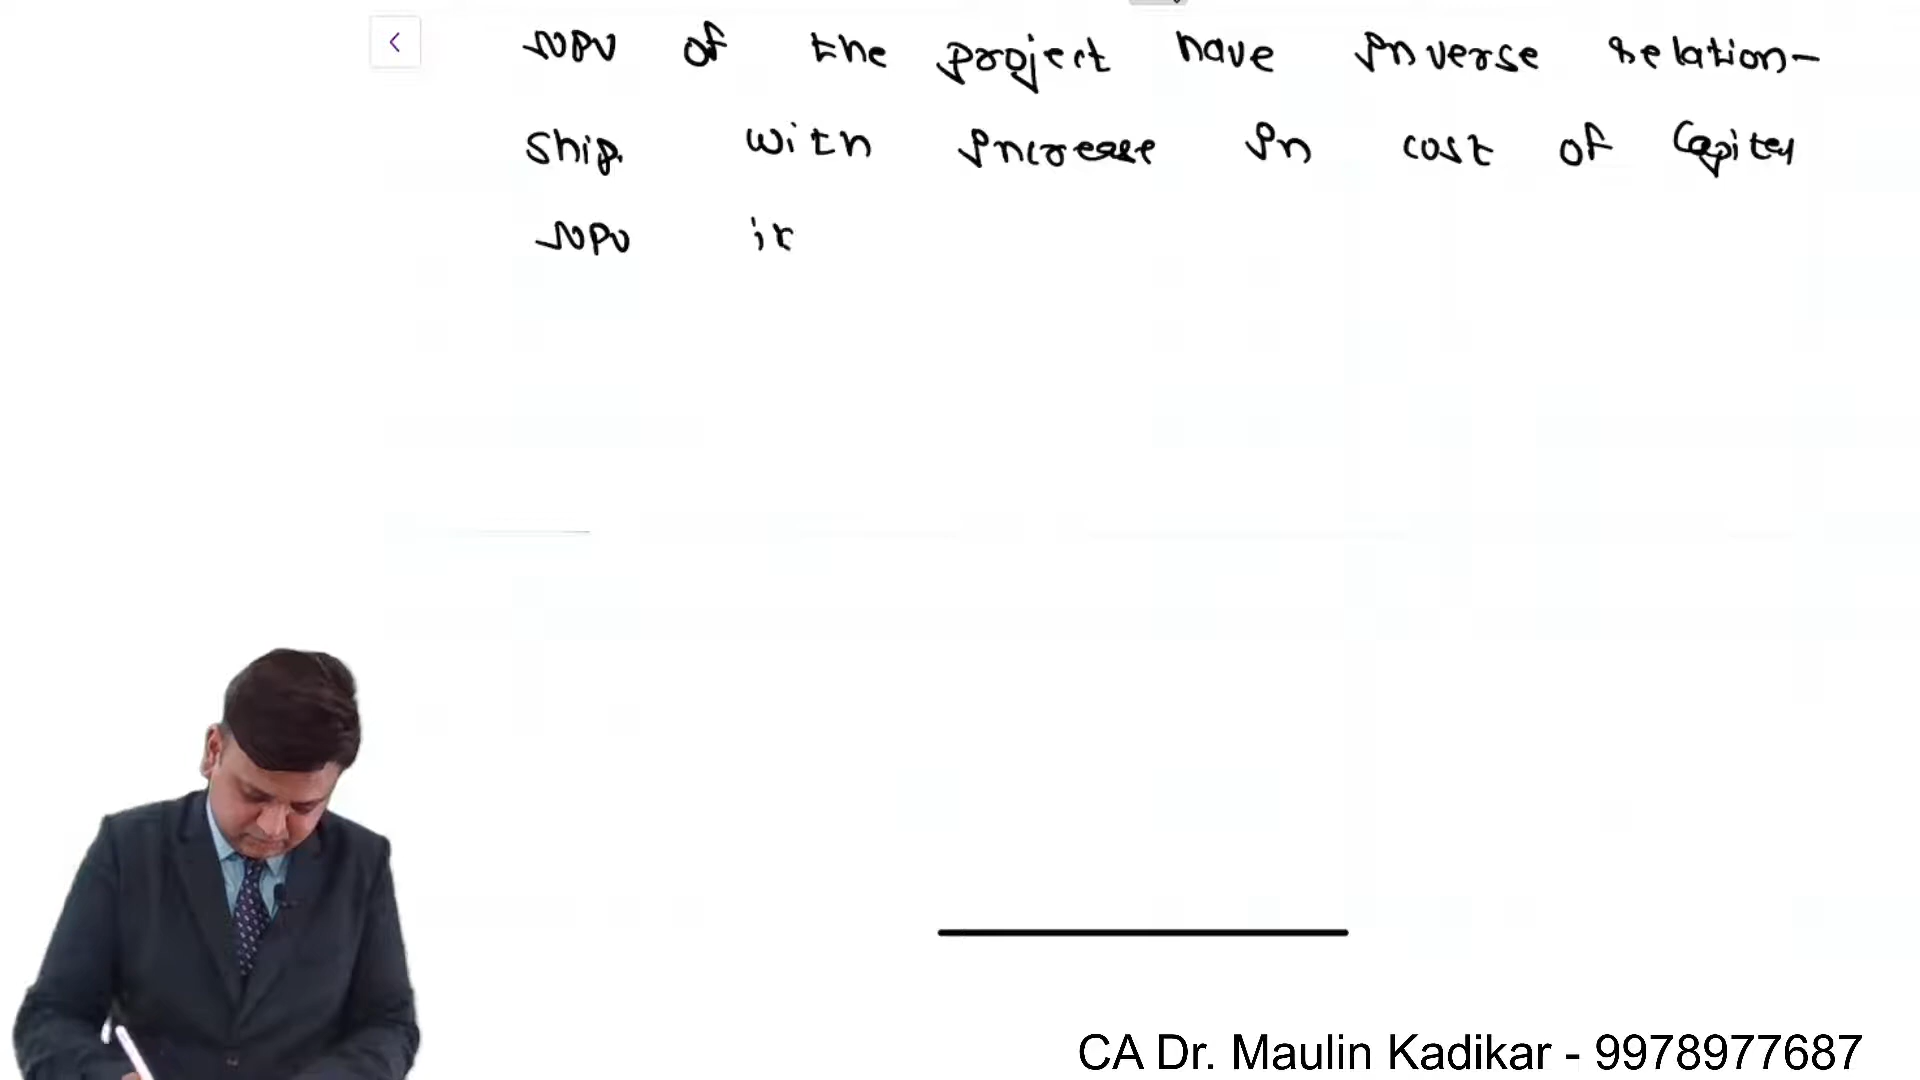 NPV of the project have inverse relation-
ship. with increase in cost of Capital
NPV is
CA Dr. Maulin Kadikar - 9978977687